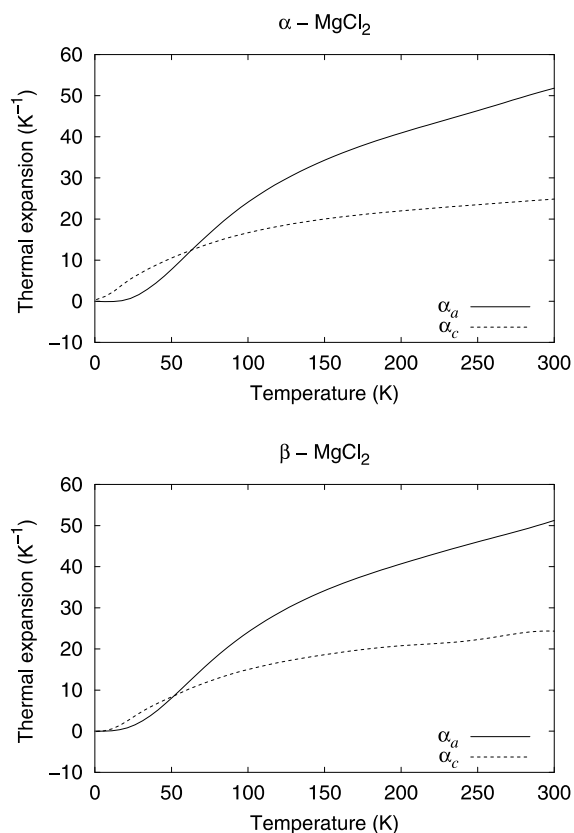 α – MgCl₂
Thermal expansion (K⁻¹)
60
50
40
30
20
10
0
−10
αₐ
α꜀
0 50 100 150 200 250 300
Temperature (K)
β – MgCl₂
Thermal expansion (K⁻¹)
60
50
40
30
20
10
0
−10
αₐ
α꜀
0 50 100 150 200 250 300
Temperature (K)